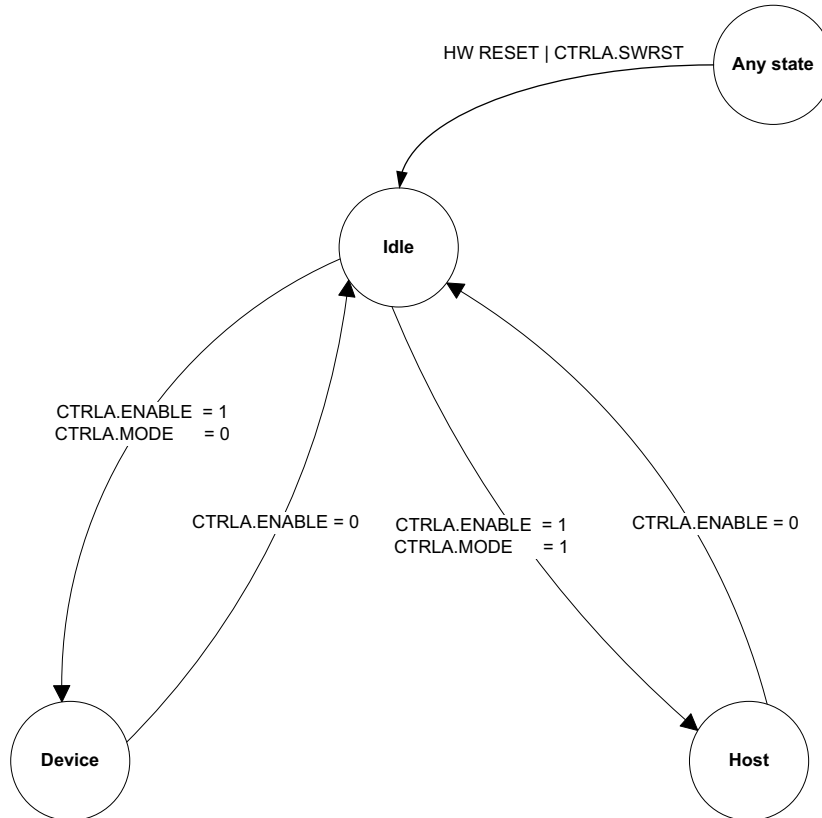 HW RESET | CTRLA.SWRST
Any state
Idle
CTRLA.ENABLE = 1
CTRLA.MODE = 0
CTRLA.ENABLE = 0
CTRLA.ENABLE = 1
CTRLA.MODE = 1
CTRLA.ENABLE = 0
Device
Host